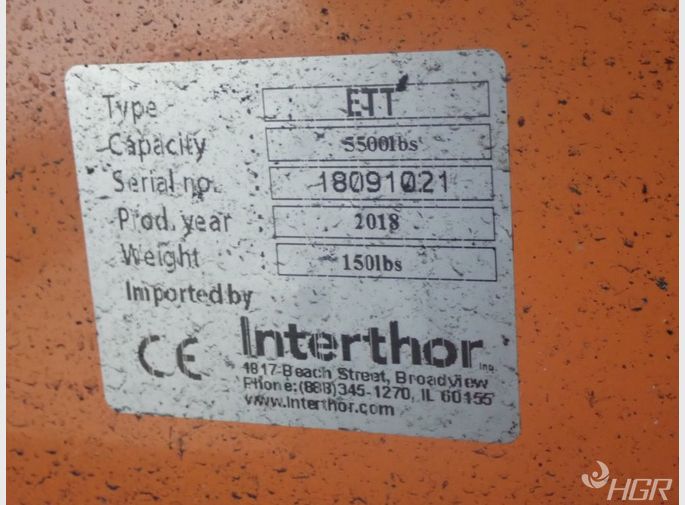 Type ETT
Capacity 5500lbs
Serial no. 18091021
Prod. year 2018
Weight 150lbs
Imported by
CE Interthor Inc.
1817-Beach Street, Broadview
Phone:(888)345-1270, IL 60155
www.interthor.com
HGR